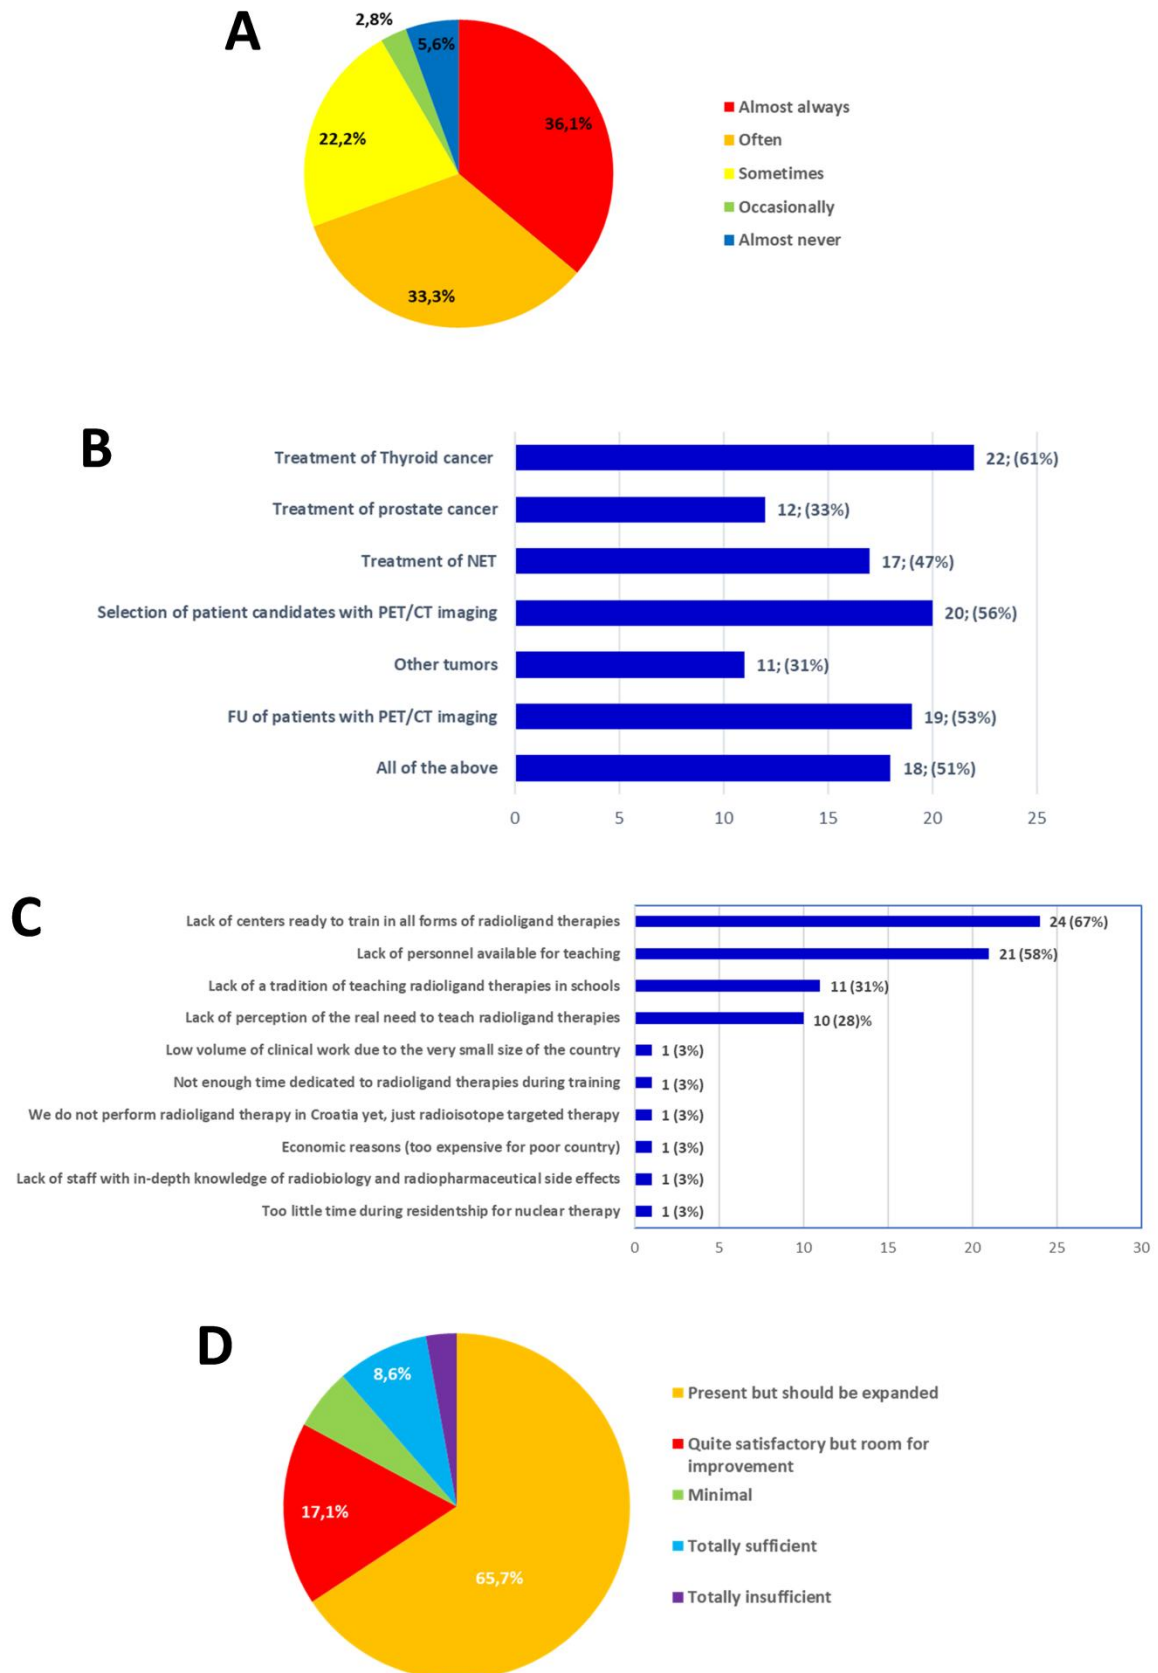 A
2,8%
5,6%
36,1%
22,2%
33,3%
Almost always
Often
Sometimes
Occasionally
Almost never
B
Treatment of Thyroid cancer 22; (61%)
Treatment of prostate cancer 12; (33%)
Treatment of NET 17; (47%)
Selection of patient candidates with PET/CT imaging 20; (56%)
Other tumors 11; (31%)
FU of patients with PET/CT imaging 19; (53%)
All of the above 18; (51%)
0 5 10 15 20 25
C
Lack of centers ready to train in all forms of radioligand therapies 24 (67%)
Lack of personnel available for teaching 21 (58%)
Lack of a tradition of teaching radioligand therapies in schools 11 (31%)
Lack of perception of the real need to teach radioligand therapies 10 (28)%
Low volume of clinical work due to the very small size of the country 1 (3%)
Not enough time dedicated to radioligand therapies during training 1 (3%)
We do not perform radioligand therapy in Croatia yet, just radioisotope targeted therapy 1 (3%)
Economic reasons (too expensive for poor country) 1 (3%)
Lack of staff with in-depth knowledge of radiobiology and radiopharmaceutical side effects 1 (3%)
Too little time during residentship for nuclear therapy 1 (3%)
0 5 10 15 20 25 30
D
8,6%
17,1%
65,7%
Present but should be expanded
Quite satisfactory but room for
improvement
Minimal
Totally sufficient
Totally insufficient